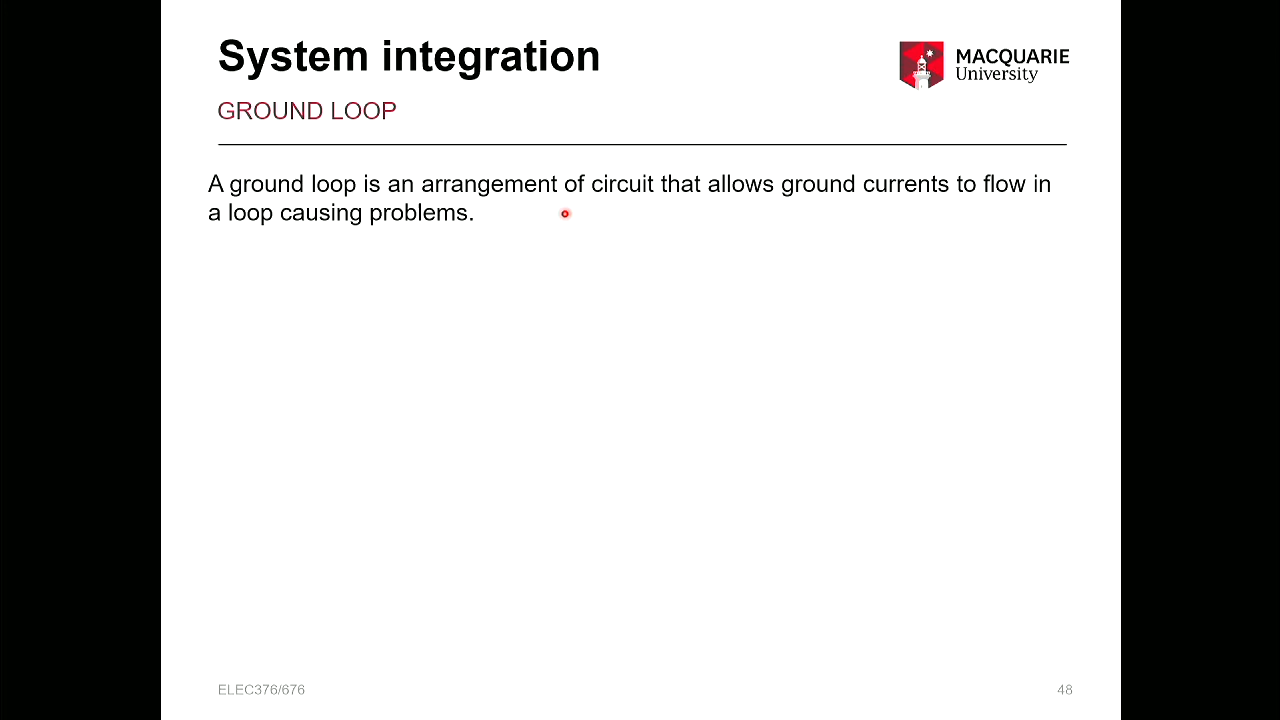 System integration
MACQUARIE
University
GROUND LOOP
A ground loop is an arrangement of circuit that allows ground currents to flow in
a loop causing problems.
ELEC376/676
48